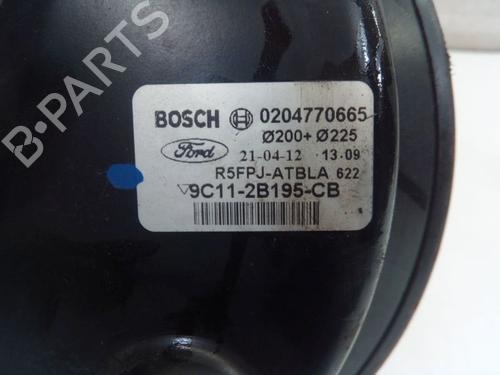 BOSCH 0204770665
Ø200+ Ø225
Ford 21-04-12 13-09
R5FPJ-ATBLA 622
9C11-2B195-CB
B-PARTS